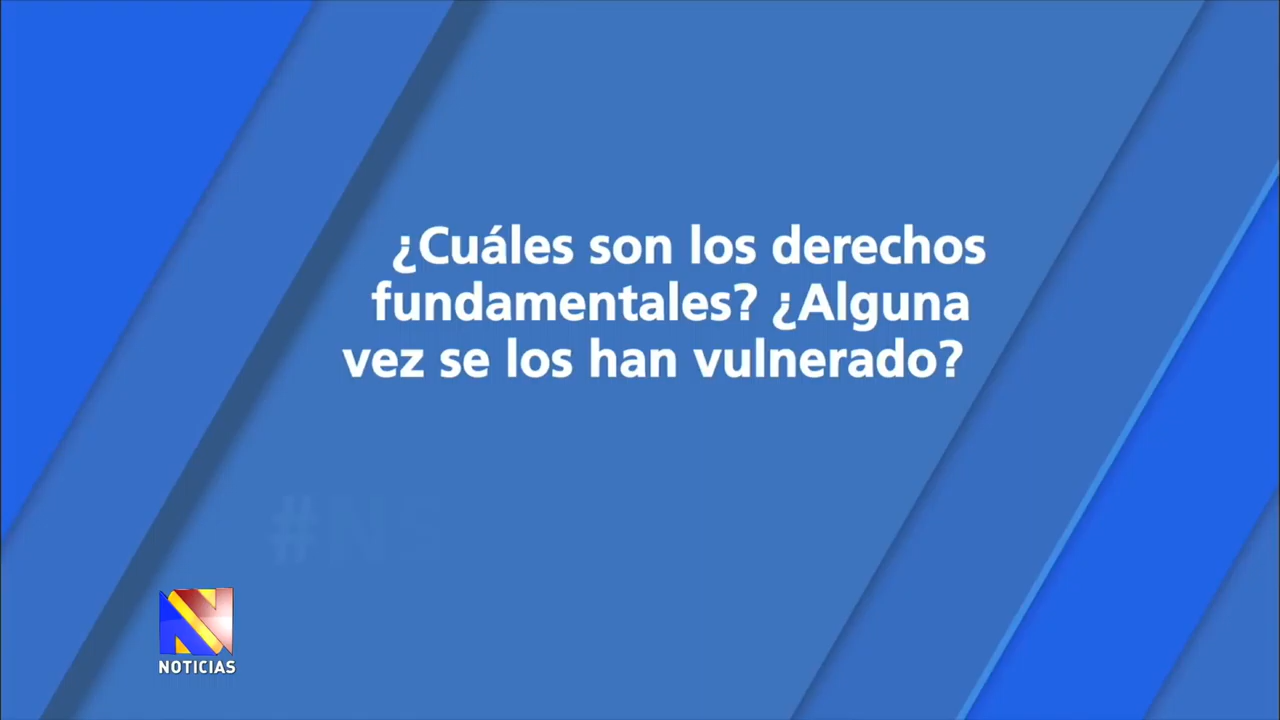 ¿Cuáles son los derechos
fundamentales? ¿Alguna
vez se los han vulnerado?
NOTICIAS